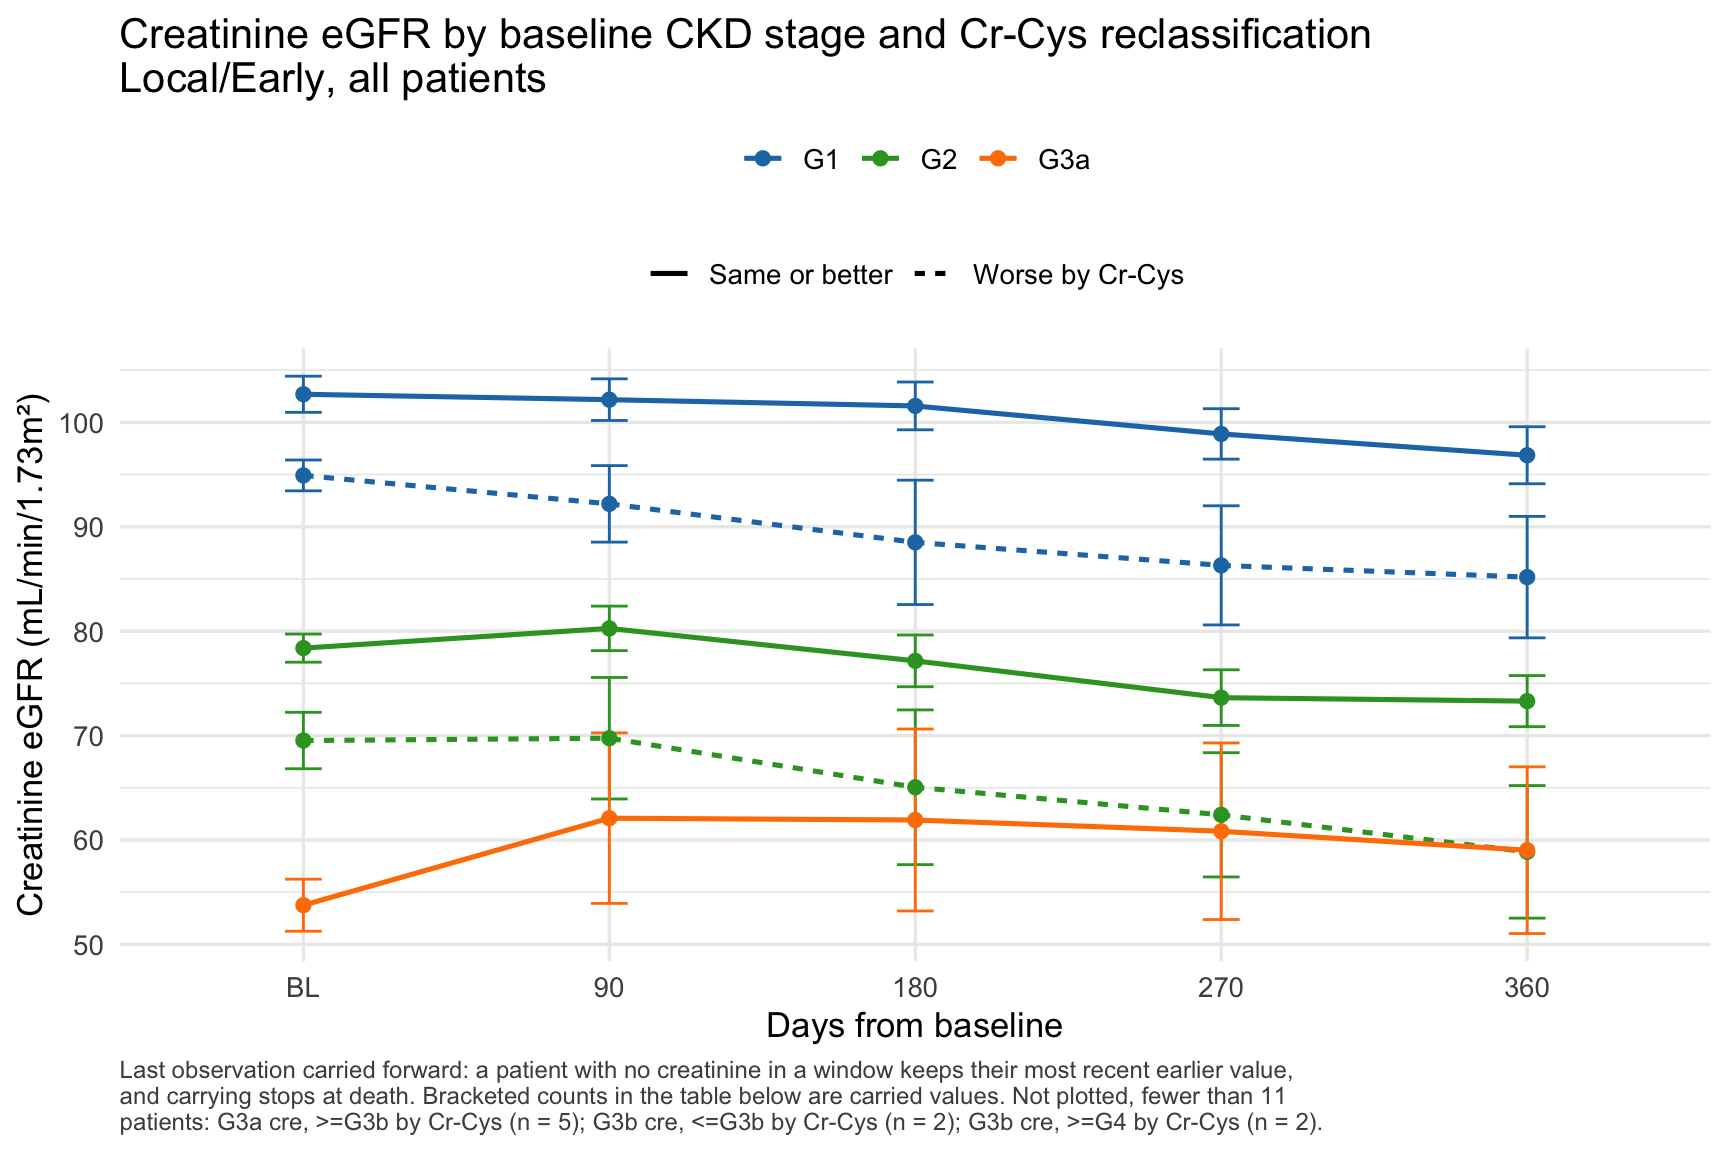 Creatinine eGFR by baseline CKD stage and Cr-Cys reclassification
Local/Early, all patients
G1 G2 G3a
Same or better Worse by Cr-Cys
Creatinine eGFR (mL/min/1.73m²)
100
90
80
70
60
50
BL 90 180 270 360
Days from baseline
Last observation carried forward: a patient with no creatinine in a window keeps their most recent earlier value,
and carrying stops at death. Bracketed counts in the table below are carried values. Not plotted, fewer than 11
patients: G3a cre, >=G3b by Cr-Cys (n = 5); G3b cre, <=G3b by Cr-Cys (n = 2); G3b cre, >=G4 by Cr-Cys (n = 2).